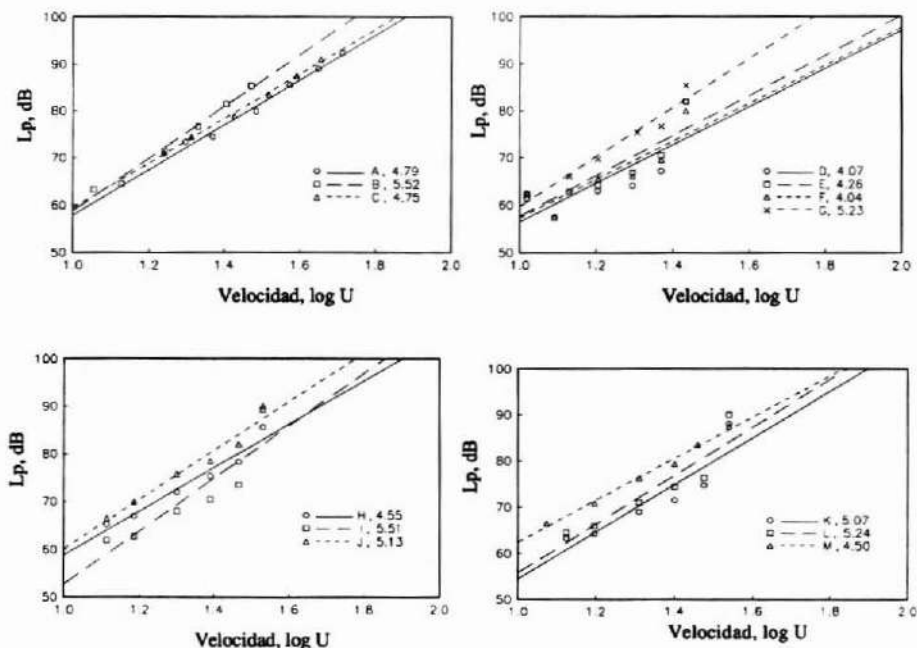 100
90
80
70
60
50
Lp, dB
A, 4.79
B, 5.52
C, 4.75
1.0 1.2 1.4 1.6 1.8 2.0
Velocidad, log U
100
90
80
70
60
50
Lp, dB
D, 4.07
E, 4.26
F, 4.04
G, 5.23
1.0 1.2 1.4 1.6 1.8 2.0
Velocidad, log U
100
90
80
70
60
50
Lp, dB
H, 4.55
I, 5.51
J, 5.13
1.0 1.2 1.4 1.6 1.8 2.0
Velocidad, log U
100
90
80
70
60
50
Lp, dB
K, 5.07
L, 5.24
M, 4.50
1.0 1.2 1.4 1.6 1.8 2.0
Velocidad, log U